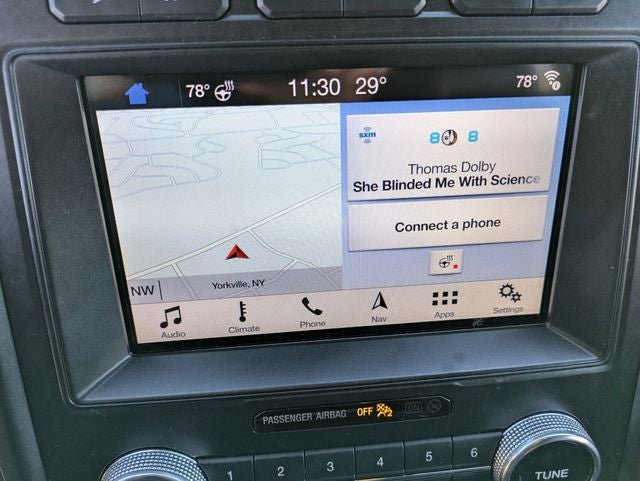 78° 11:30 29° 78°
sxm 8 8
Thomas Dolby
She Blinded Me With Science
Connect a phone
NW Yorkville, NY
Audio Climate Phone Nav Apps Settings
PASSENGER AIRBAG OFF 2 ON
1 2 3 4 5 6
TUNE